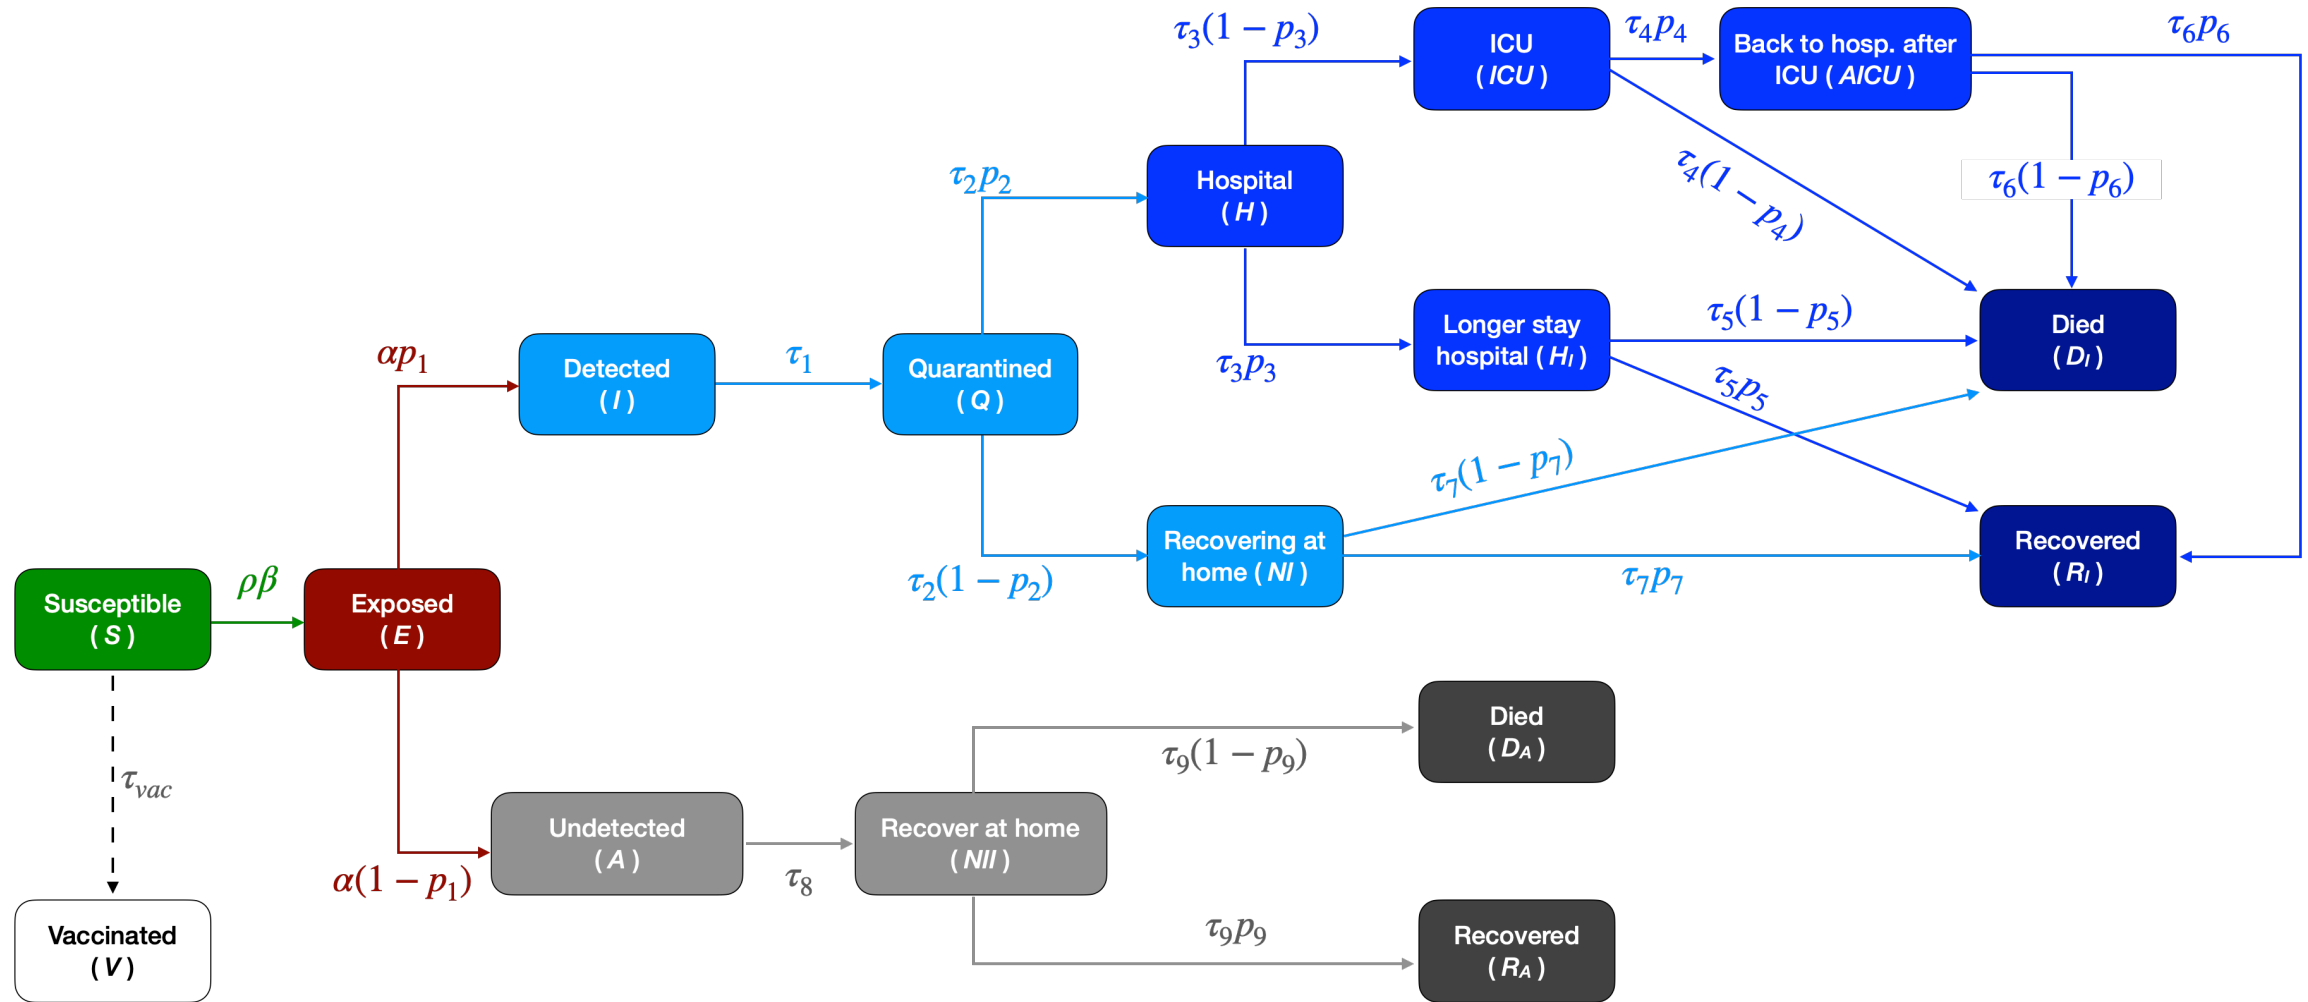 τ₃(1 − p₃)
ICU
( ICU )
τ₄p₄
Back to hosp. after
ICU ( AICU )
τ₆p₆
τ₄(1 − p₄)
τ₆(1 − p₆)
τ₂p₂
Hospital
( H )
αp₁
Detected
( I )
τ₁
Quarantined
( Q )
τ₃p₃
Longer stay
hospital ( Hᵢ )
τ₅(1 − p₅)
Died
( Dᵢ )
τ₅p₅
τ₇(1 − p₇)
Susceptible
( S )
ρβ
Exposed
( E )
τ₂(1 − p₂)
Recovering at
home ( NI )
τ₇p₇
Recovered
( Rᵢ )
τvac
α(1 − p₁)
Undetected
( A )
τ₈
Recover at home
( NII )
τ₉(1 − p₉)
Died
( DA )
τ₉p₉
Recovered
( RA )
Vaccinated
( V )